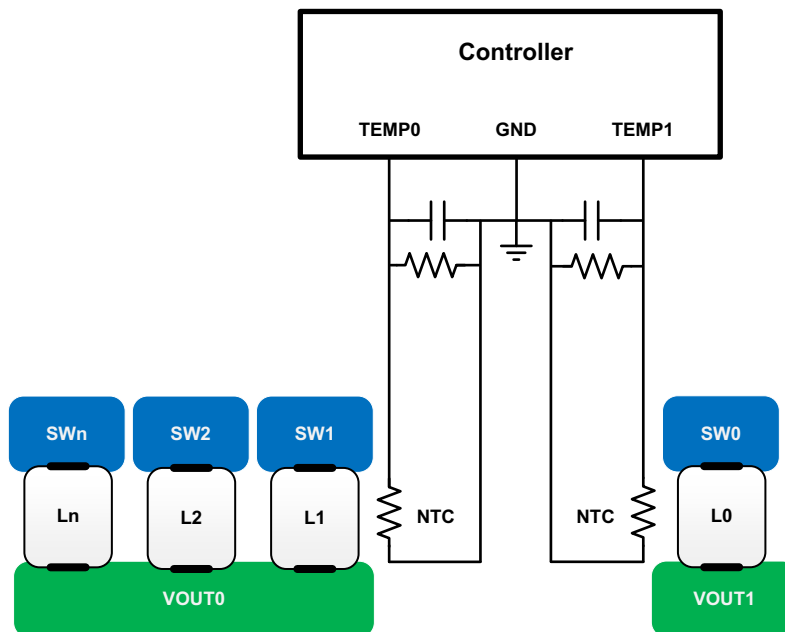 Controller
TEMP0 GND TEMP1
SWn SW2 SW1 SW0
Ln L2 L1 NTC NTC L0
VOUT0 VOUT1